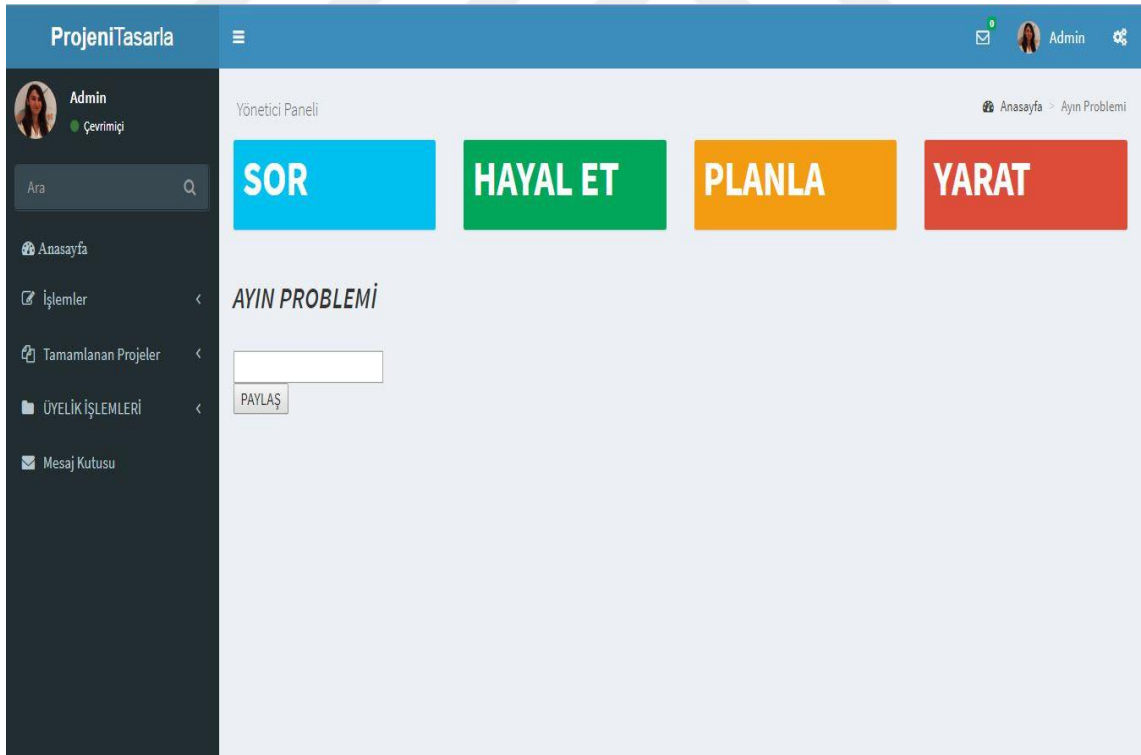 ProjeniTasarla
0
Admin
Admin
Çevrimiçi
Ara
Anasayfa
İşlemler
Tamamlanan Projeler
ÜYELİK İŞLEMLERİ
Mesaj Kutusu
Yönetici Paneli
Anasayfa > Ayın Problemi
SOR
HAYAL ET
PLANLA
YARAT
AYIN PROBLEMİ
PAYLAŞ